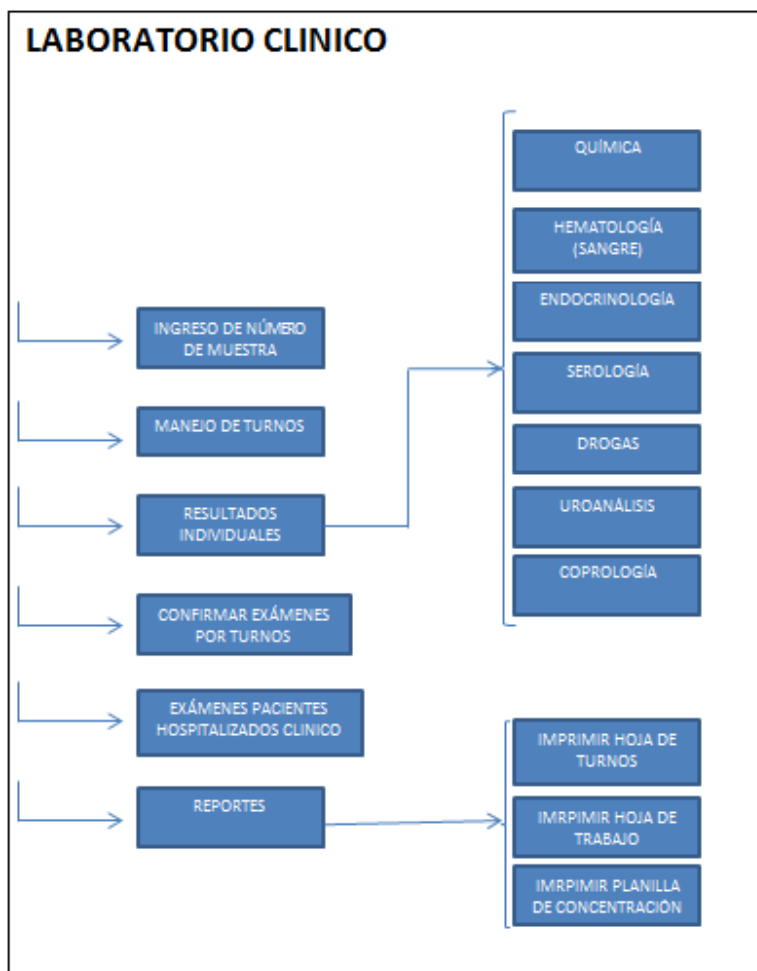 LABORATORIO CLINICO
INGRESO DE NÚMERO
DE MUESTRA
MANEJO DE TURNOS
RESULTADOS
INDIVIDUALES
CONFIRMAR EXÁMENES
POR TURNOS
EXÁMENES PACIENTES
HOSPITALIZADOS CLINICO
REPORTES
QUÍMICA
HEMATOLOGÍA
(SANGRE)
ENDOCRINOLOGÍA
SEROLOGÍA
DROGAS
UROANÁLISIS
COPROLOGÍA
IMPRIMIR HOJA DE
TURNOS
IMRPIMIR HOJA DE
TRABAJO
IMRPIMIR PLANILLA
DE CONCENTRACIÓN